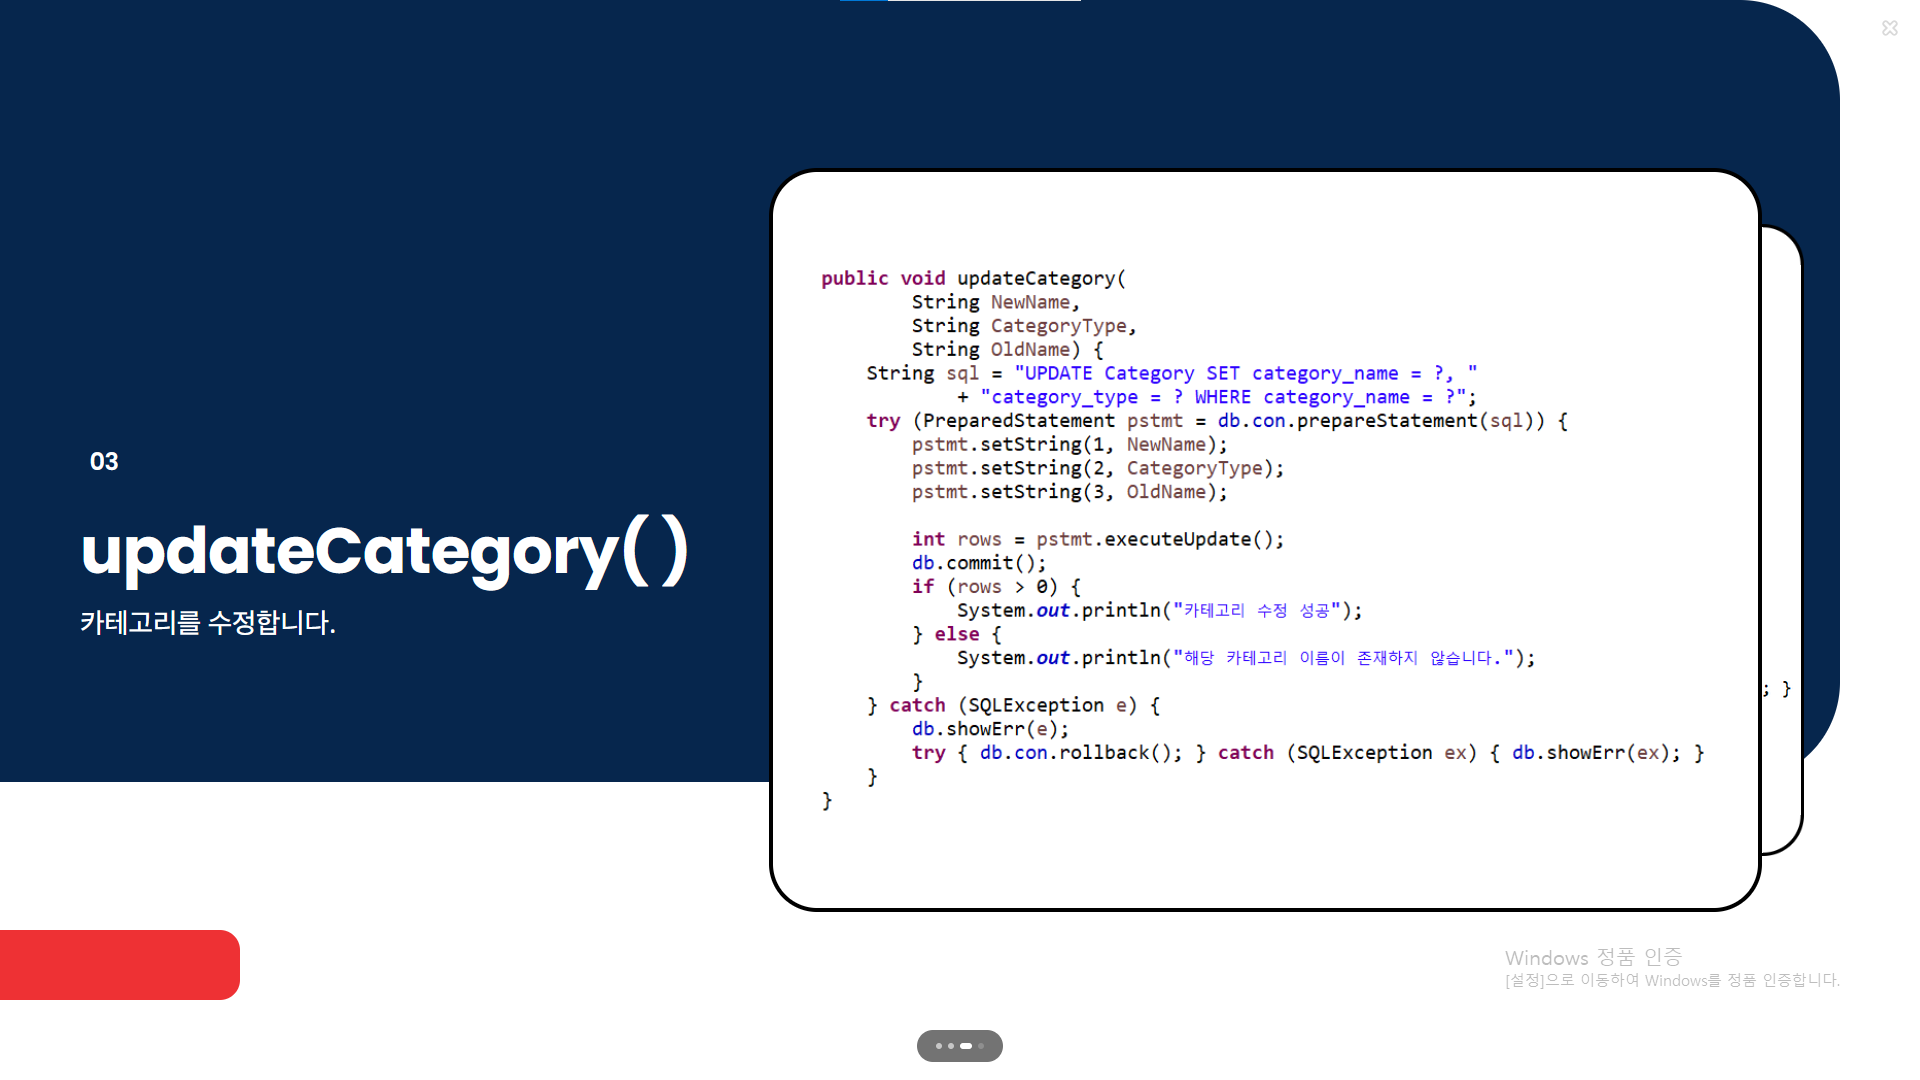 03
updateCategory()
카테고리를 수정합니다.
public void updateCategory(
        String NewName,
        String CategoryType,
        String OldName) {
    String sql = "UPDATE Category SET category_name = ?, "
            + "category_type = ? WHERE category_name = ?";
    try (PreparedStatement pstmt = db.con.prepareStatement(sql)) {
        pstmt.setString(1, NewName);
        pstmt.setString(2, CategoryType);
        pstmt.setString(3, OldName);
        int rows = pstmt.executeUpdate();
        db.commit();
        if (rows > 0) {
            System.out.println("카테고리 수정 성공");
        } else {
            System.out.println("해당 카테고리 이름이 존재하지 않습니다.");
        }
    } catch (SQLException e) {
        db.showErr(e);
        try { db.con.rollback(); } catch (SQLException ex) { db.showErr(ex); }
    }
}
; }
Windows 정품 인증
[설정]으로 이동하여 Windows를 정품 인증합니다.